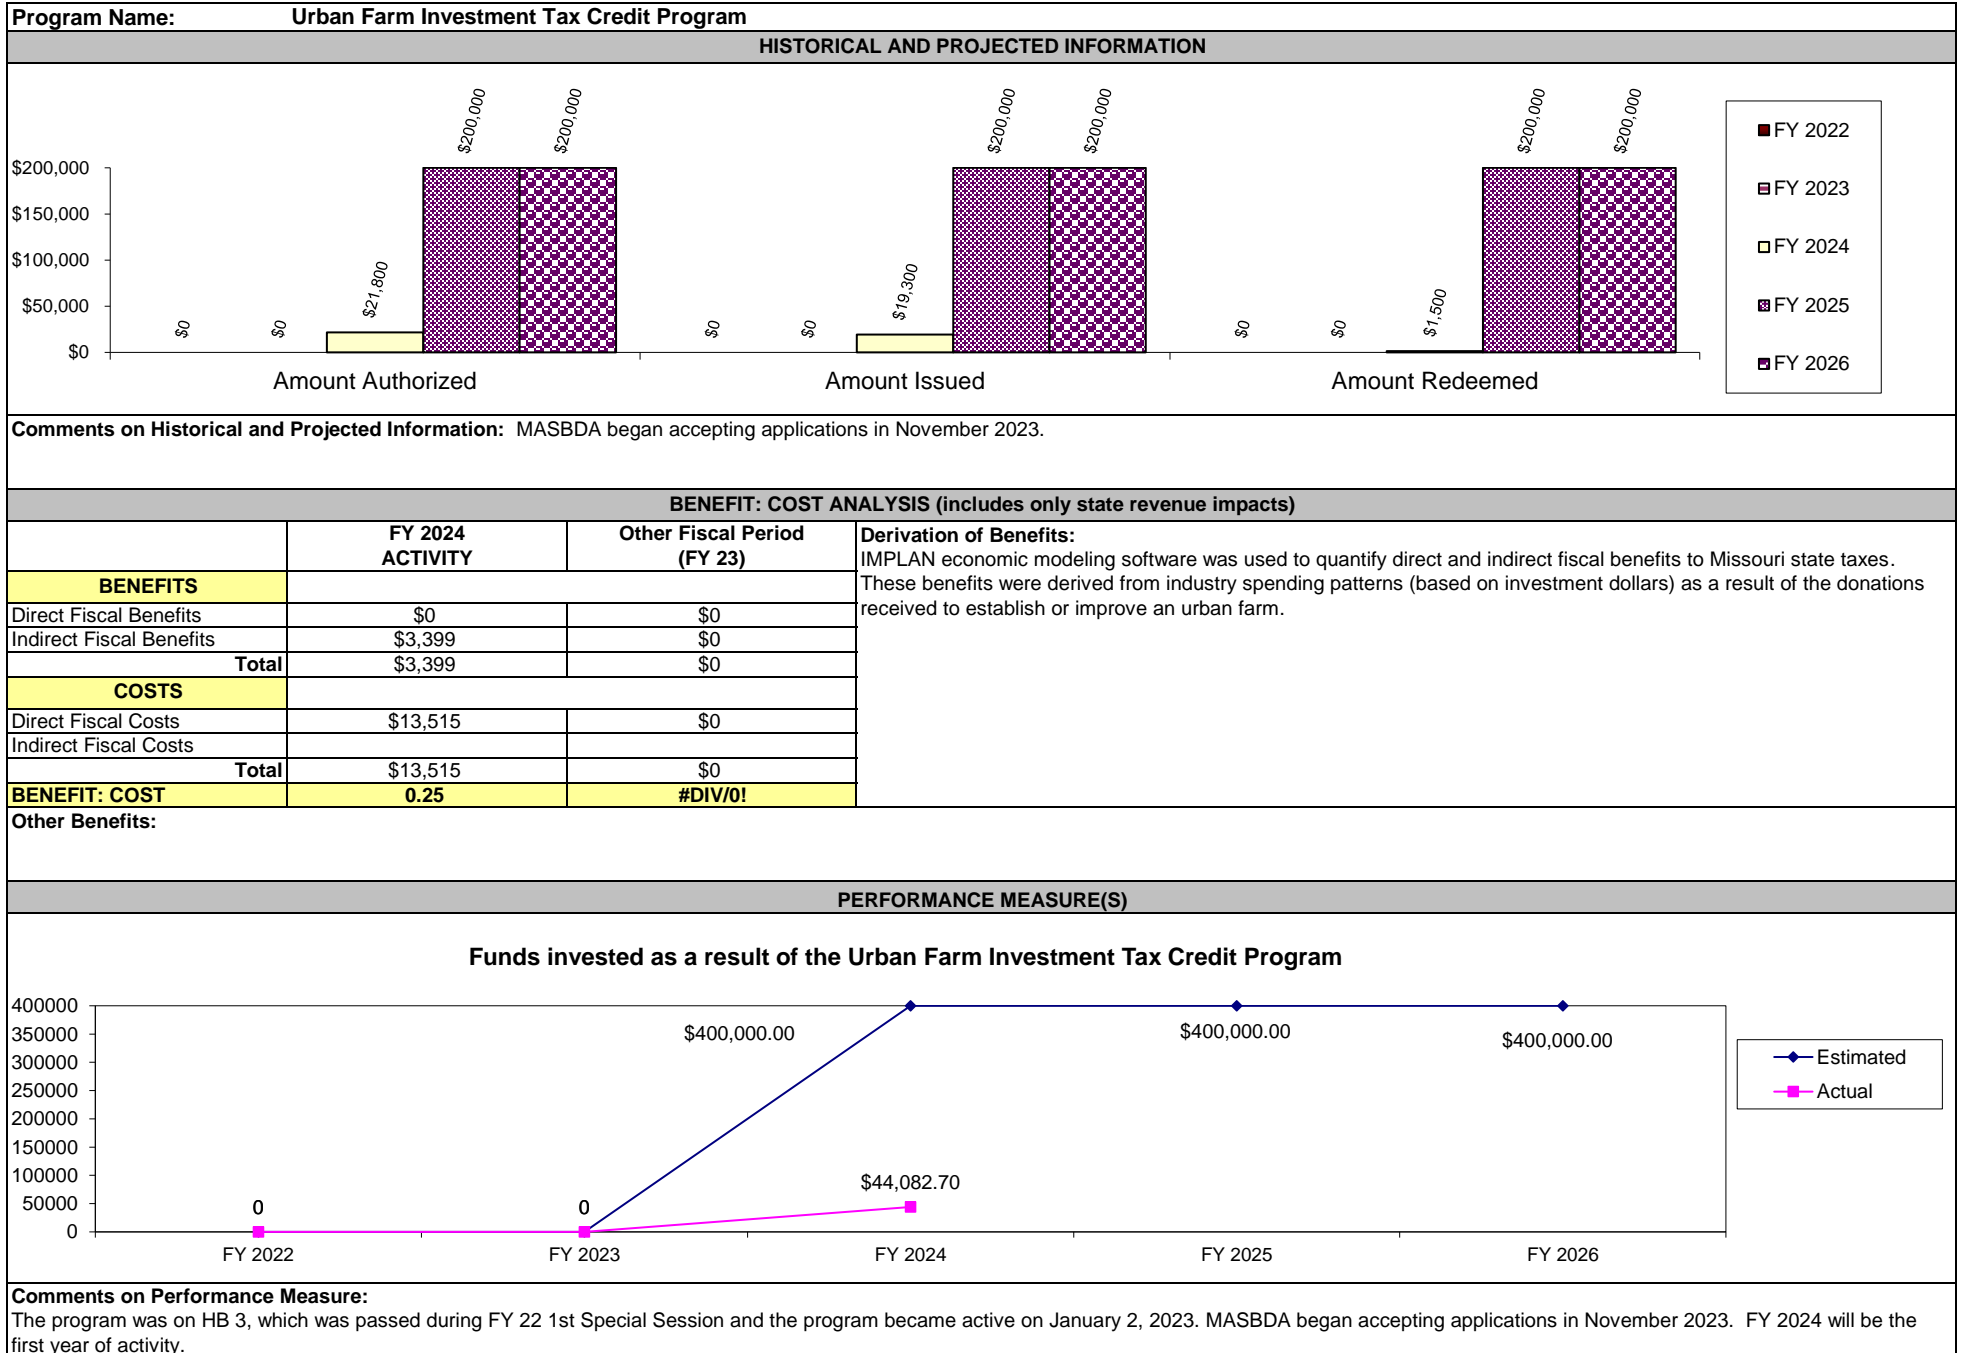 Program Name: Urban Farm Investment Tax Credit Program
HISTORICAL AND PROJECTED INFORMATION
$200,000 $200,000 $200,000 $200,000 $200,000 $200,000
$200,000
$150,000
$100,000
$50,000
$0
$0 $0 $21,800 $0 $0 $19,300 $0 $0 $1,500
Amount Authorized Amount Issued Amount Redeemed
FY 2022
FY 2023
FY 2024
FY 2025
FY 2026
Comments on Historical and Projected Information: MASBDA began accepting applications in November 2023.
BENEFIT: COST ANALYSIS (includes only state revenue impacts)
FY 2024 ACTIVITY
Other Fiscal Period (FY 23)
BENEFITS
Direct Fiscal Benefits $0 $0
Indirect Fiscal Benefits $3,399 $0
Total $3,399 $0
COSTS
Direct Fiscal Costs $13,515 $0
Indirect Fiscal Costs
Total $13,515 $0
BENEFIT: COST 0.25 #DIV/0!
Derivation of Benefits:
IMPLAN economic modeling software was used to quantify direct and indirect fiscal benefits to Missouri state taxes.
These benefits were derived from industry spending patterns (based on investment dollars) as a result of the donations
received to establish or improve an urban farm.
Other Benefits:
PERFORMANCE MEASURE(S)
Funds invested as a result of the Urban Farm Investment Tax Credit Program
400000
350000
300000
250000
200000
150000
100000
50000
0
$400,000.00 $400,000.00 $400,000.00
0 0 $44,082.70
FY 2022 FY 2023 FY 2024 FY 2025 FY 2026
Estimated
Actual
Comments on Performance Measure:
The program was on HB 3, which was passed during FY 22 1st Special Session and the program became active on January 2, 2023. MASBDA began accepting applications in November 2023. FY 2024 will be the
first year of activity.